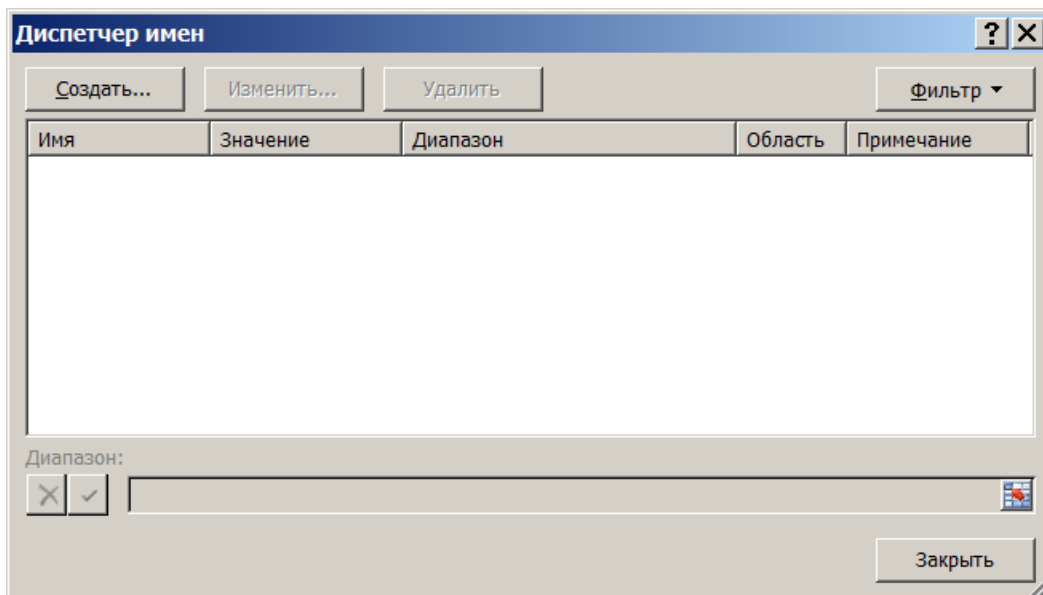 Диспетчер имен
Создать... Изменить... Удалить Фильтр
Имя Значение Диапазон Область Примечание
Диапазон:
Закрыть